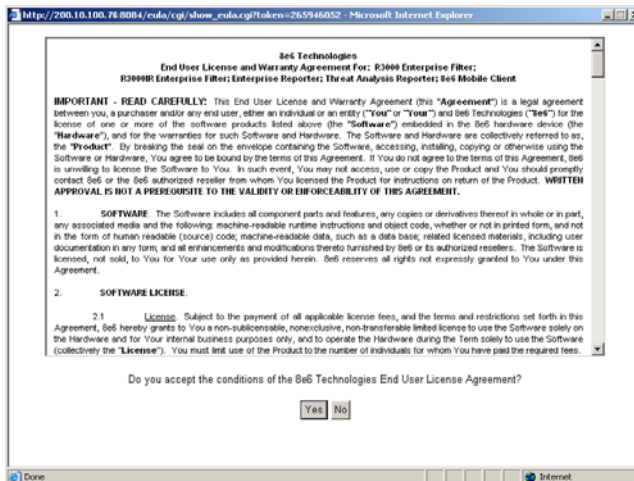 http://200.10.100.76:8084/eula/cgi/show_eula.cgi?token=265946052 - Microsoft Internet Explorer
8e6 Technologies
End User License and Warranty Agreement For: R3000 Enterprise Filter;
R3000IR Enterprise Filter; Enterprise Reporter; Threat Analysis Reporter; 8e6 Mobile Client
IMPORTANT - READ CAREFULLY: This End User License and Warranty Agreement (this "Agreement") is a legal agreement
between you, a purchaser and/or any end user, either an individual or an entity ("You" or "Your") and 8e6 Technologies ("8e6") for the
license of one or more of the software products listed above (the "Software") embedded in the 8e6 hardware device (the
"Hardware"), and for the warranties for such Software and Hardware. The Software and Hardware are collectively referred to as,
the "Product". By breaking the seal on the envelope containing the Software, accessing, installing, copying or otherwise using the
Software or Hardware, You agree to be bound by the terms of this Agreement. If You do not agree to the terms of this Agreement, 8e6
is unwilling to license the Software to You. In such event, You may not access, use or copy the Product and You should promptly
contact 8e6 or the 8e6 authorized reseller from whom You licensed the Product for instructions on return of the Product. WRITTEN
APPROVAL IS NOT A PREREQUISITE TO THE VALIDITY OR ENFORCEABILITY OF THIS AGREEMENT.
1. SOFTWARE. The Software includes all component parts and features, any copies or derivatives thereof in whole or in part,
any associated media and the following: machine-readable runtime instructions and object code, whether or not in printed form, and not
in the form of human readable (source) code; machine-readable data, such as a data base; related licensed materials, including user
documentation in any form; and all enhancements and modifications thereto furnished by 8e6 or its authorized resellers. The Software is
licensed, not sold, to You for Your use only as provided herein. 8e6 reserves all rights not expressly granted to You under this
Agreement.
2. SOFTWARE LICENSE.
2.1 License. Subject to the payment of all applicable license fees, and the terms and restrictions set forth in this
Agreement, 8e6 hereby grants to You a non-sublicensable, nonexclusive, non-transferable limited license to use the Software solely on
the Hardware and for Your internal business purposes only, and to operate the Hardware during the Term solely to use the Software
(collectively the "License"). You must limit use of the Product to the number of individuals for whom You have paid the required fees.
Do you accept the conditions of the 8e6 Technologies End User License Agreement?
Yes No
Done Internet